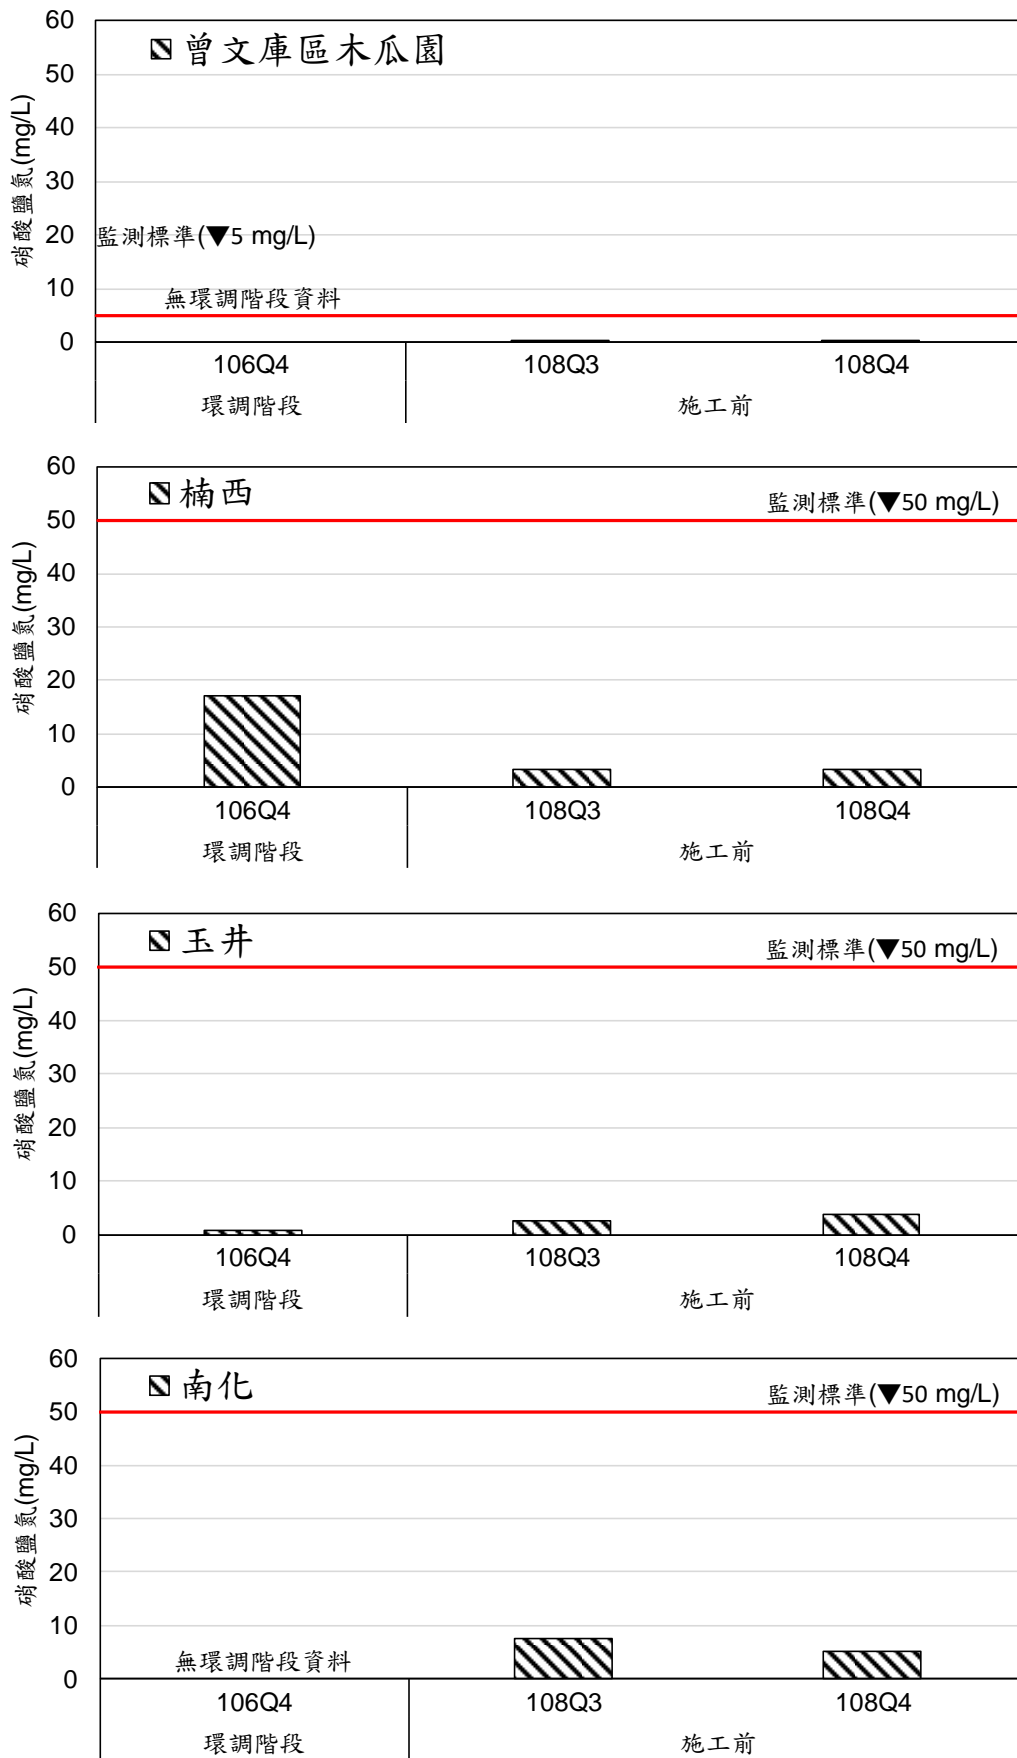 60
曾文庫區木瓜園
50
40
30
20
監測標準(▼5 mg/L)
10
無環調階段資料
0
硝酸鹽氮(mg/L)
106Q4
108Q3
108Q4
環調階段
施工前
60
楠西
監測標準(▼50 mg/L)
50
40
30
20
10
0
硝酸鹽氮(mg/L)
106Q4
108Q3
108Q4
環調階段
施工前
60
玉井
監測標準(▼50 mg/L)
50
40
30
20
10
0
硝酸鹽氮(mg/L)
106Q4
108Q3
108Q4
環調階段
施工前
60
南化
監測標準(▼50 mg/L)
50
40
30
20
10
無環調階段資料
0
硝酸鹽氮(mg/L)
106Q4
108Q3
108Q4
環調階段
施工前